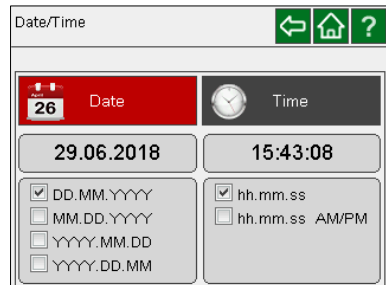 Date/Time
?
April
26
Date
Time
29.06.2018
15:43:08
DD.MM.YYYY
MM.DD.YYYY
YYYY.MM.DD
YYYY.DD.MM
hh.mm.ss
hh.mm.ss AM/PM